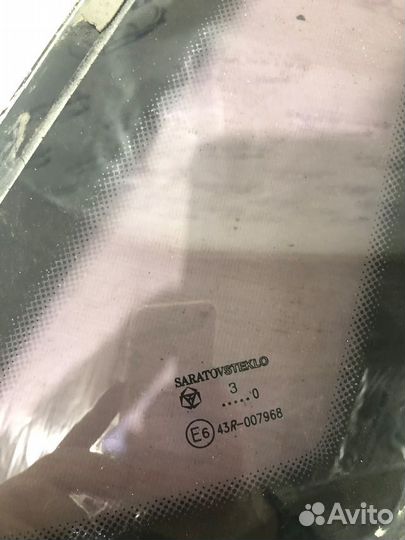 SARATOVSTEKLO
3
.....0
E6 43R-007968
Avito